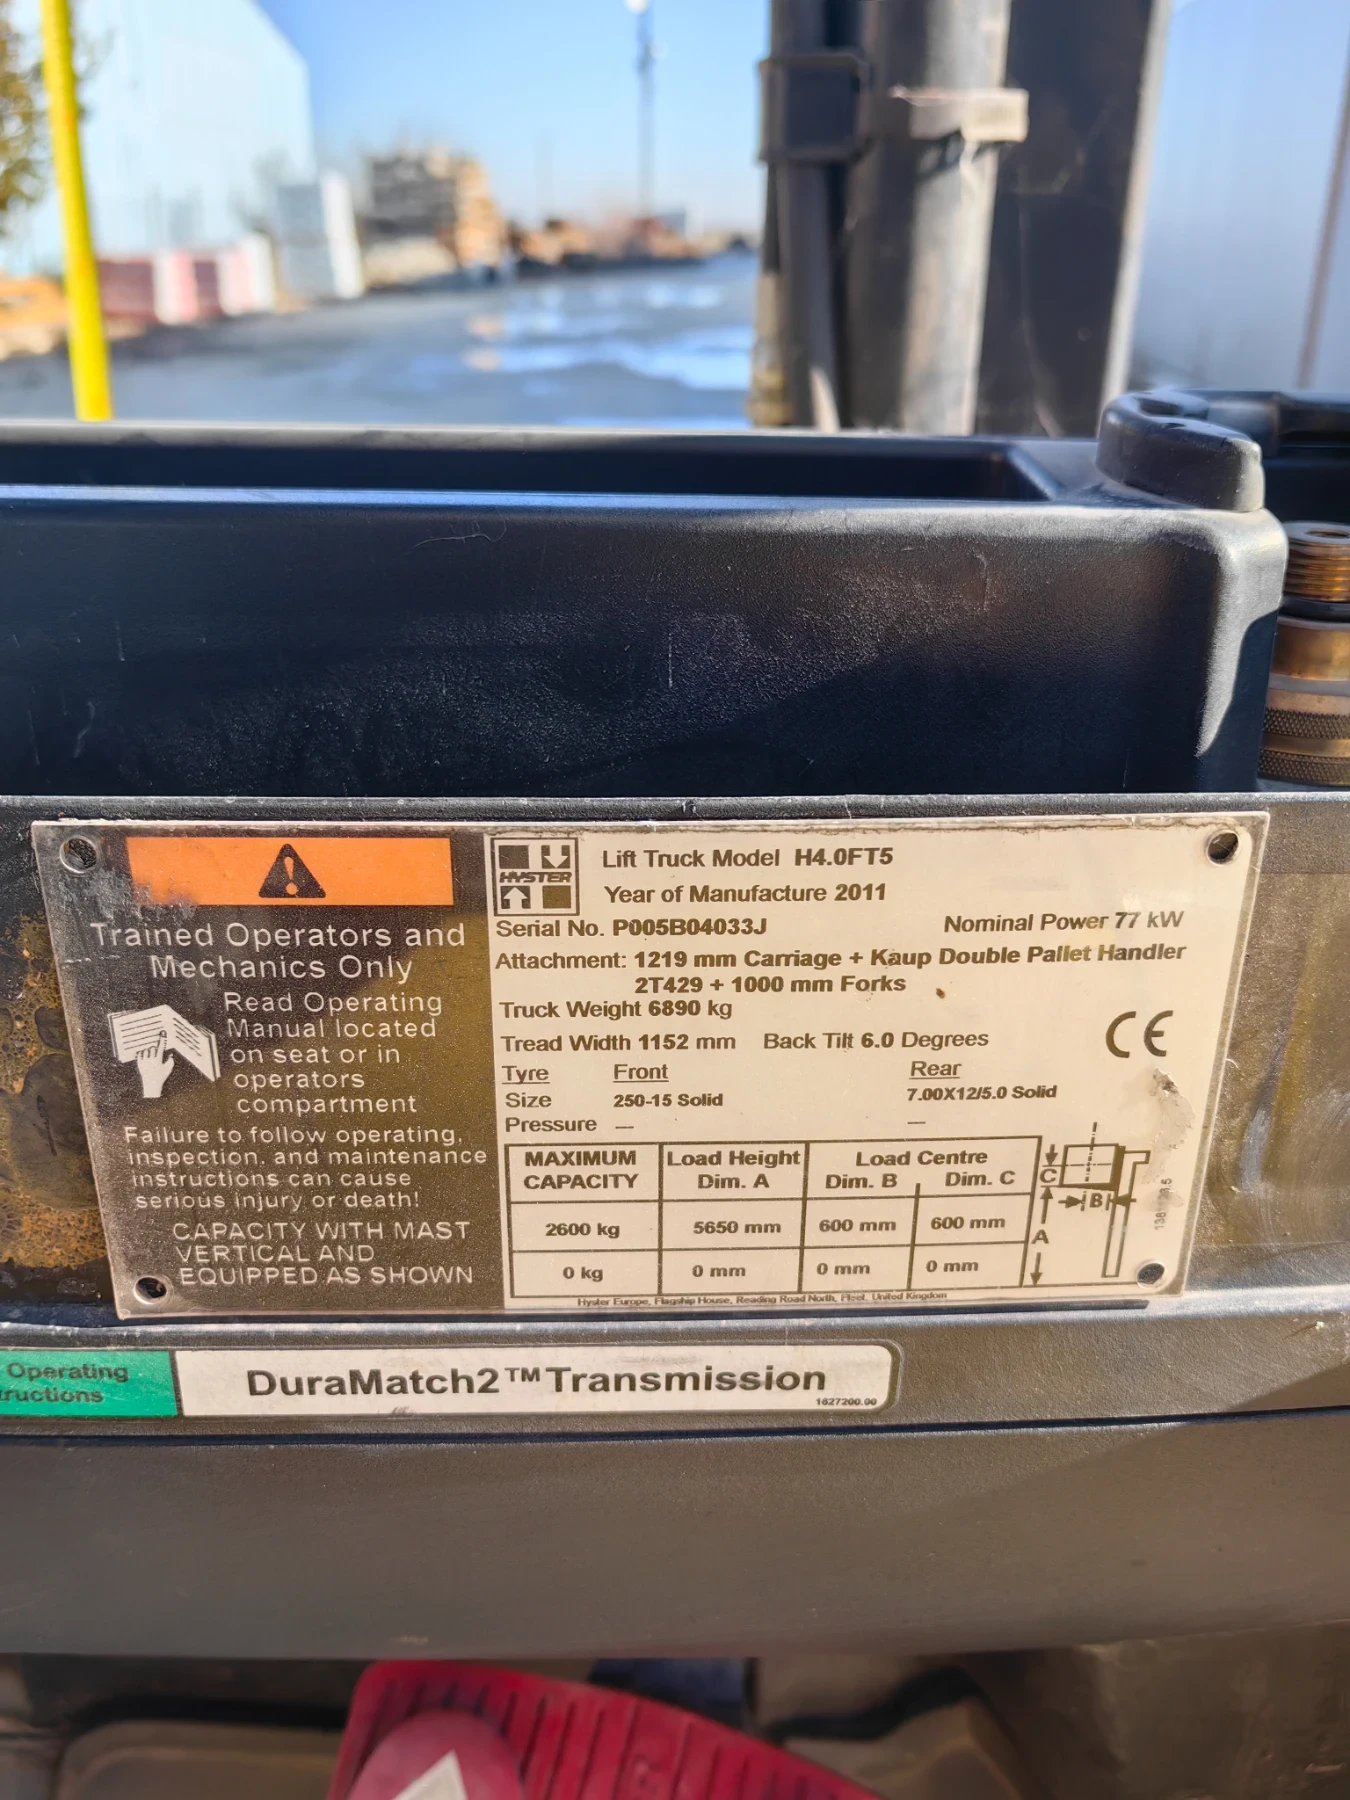 Trained Operators and
Mechanics Only
Read Operating
Manual located
on seat or in
operators
compartment
Failure to follow operating,
inspection, and maintenance
instructions can cause
serious injury or death!
CAPACITY WITH MAST
VERTICAL AND
EQUIPPED AS SHOWN
HYSTER
Lift Truck Model H4.0FT5
Year of Manufacture 2011
Serial No. P005B04033J Nominal Power 77 kW
Attachment: 1219 mm Carriage + Kaup Double Pallet Handler
2T429 + 1000 mm Forks
Truck Weight 6890 kg
Tread Width 1152 mm Back Tilt 6.0 Degrees
CE
Tyre Front Rear
Size 250-15 Solid 7.00X12/5.0 Solid
Pressure — —
MAXIMUM CAPACITY Load Height Dim. A Load Centre Dim. B Dim. C
2600 kg 5650 mm 600 mm 600 mm
0 kg 0 mm 0 mm 0 mm
C
B
A
Hyster Europe, Flagship House, Reading Road North, Fleet, United Kingdom
Operating
DuraMatch2™ Transmission
1627200.00